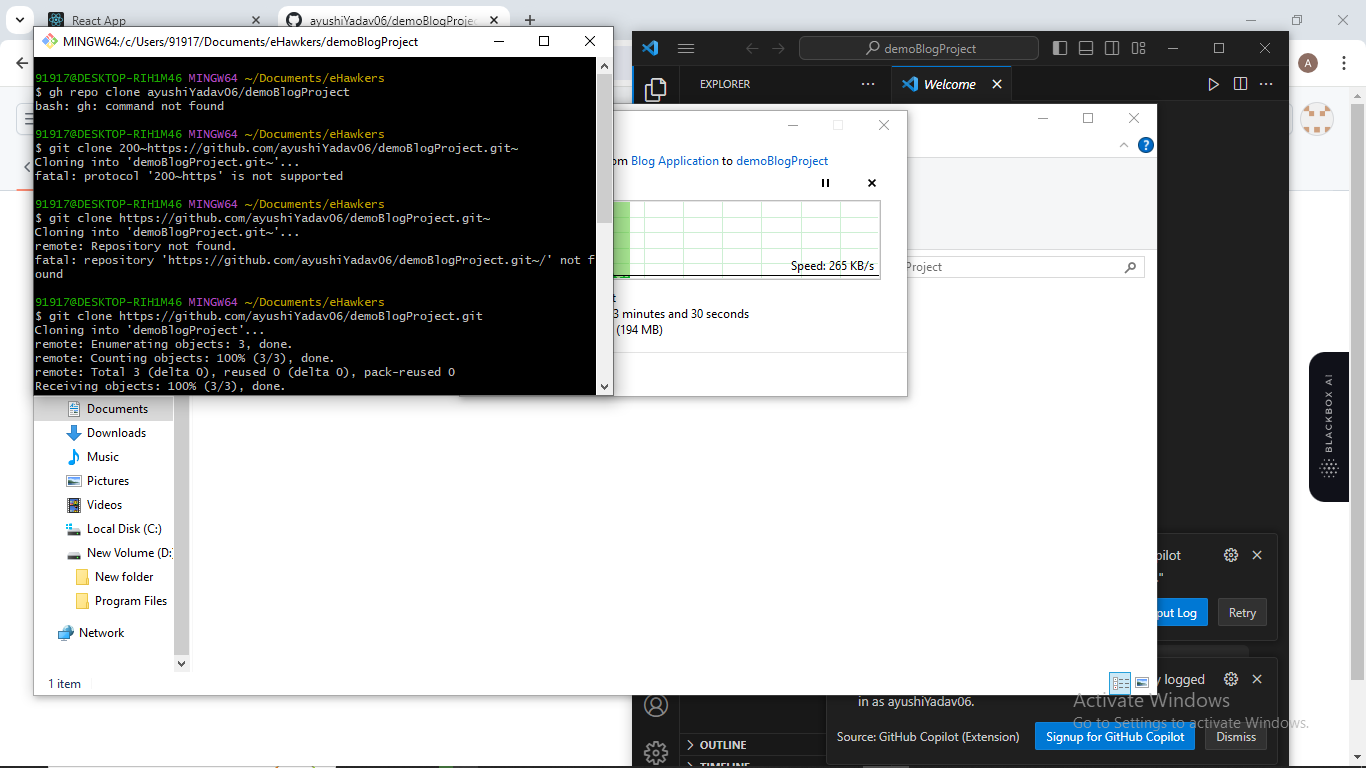 React App
ayushiYadav06/demoBlogProje
MINGW64:/c/Users/91917/Documents/eHawkers/demoBlogProject
91917@DESKTOP-RIH1M46 MINGW64 ~/Documents/eHawkers
$ gh repo clone ayushiYadav06/demoBlogProject
bash: gh: command not found
91917@DESKTOP-RIH1M46 MINGW64 ~/Documents/eHawkers
$ git clone 200~https://github.com/ayushiYadav06/demoBlogProject.git~
Cloning into 'demoBlogProject.git~'...
fatal: protocol '200~https' is not supported
91917@DESKTOP-RIH1M46 MINGW64 ~/Documents/eHawkers
$ git clone https://github.com/ayushiYadav06/demoBlogProject.git~
Cloning into 'demoBlogProject.git~'...
remote: Repository not found.
fatal: repository 'https://github.com/ayushiYadav06/demoBlogProject.git~/' not f
ound
91917@DESKTOP-RIH1M46 MINGW64 ~/Documents/eHawkers
$ git clone https://github.com/ayushiYadav06/demoBlogProject.git
Cloning into 'demoBlogProject'...
remote: Enumerating objects: 3, done.
remote: Counting objects: 100% (3/3), done.
remote: Total 3 (delta 0), reused 0 (delta 0), pack-reused 0
Receiving objects: 100% (3/3), done.
demoBlogProject
EXPLORER
Welcome
A
om Blog Application to demoBlogProject
Speed: 265 KB/s
t
3 minutes and 30 seconds
(194 MB)
Project
Documents
Downloads
Music
Pictures
Videos
Local Disk (C:)
New Volume (D:)
New folder
Program Files
Network
1 item
BLACKBOX AI
pilot
."
put Log
Retry
y logged
in as ayushiYadav06.
Source: GitHub Copilot (Extension)
Signup for GitHub Copilot
Dismiss
OUTLINE
TIMELINE
Activate Windows
Go to Settings to activate Windows.